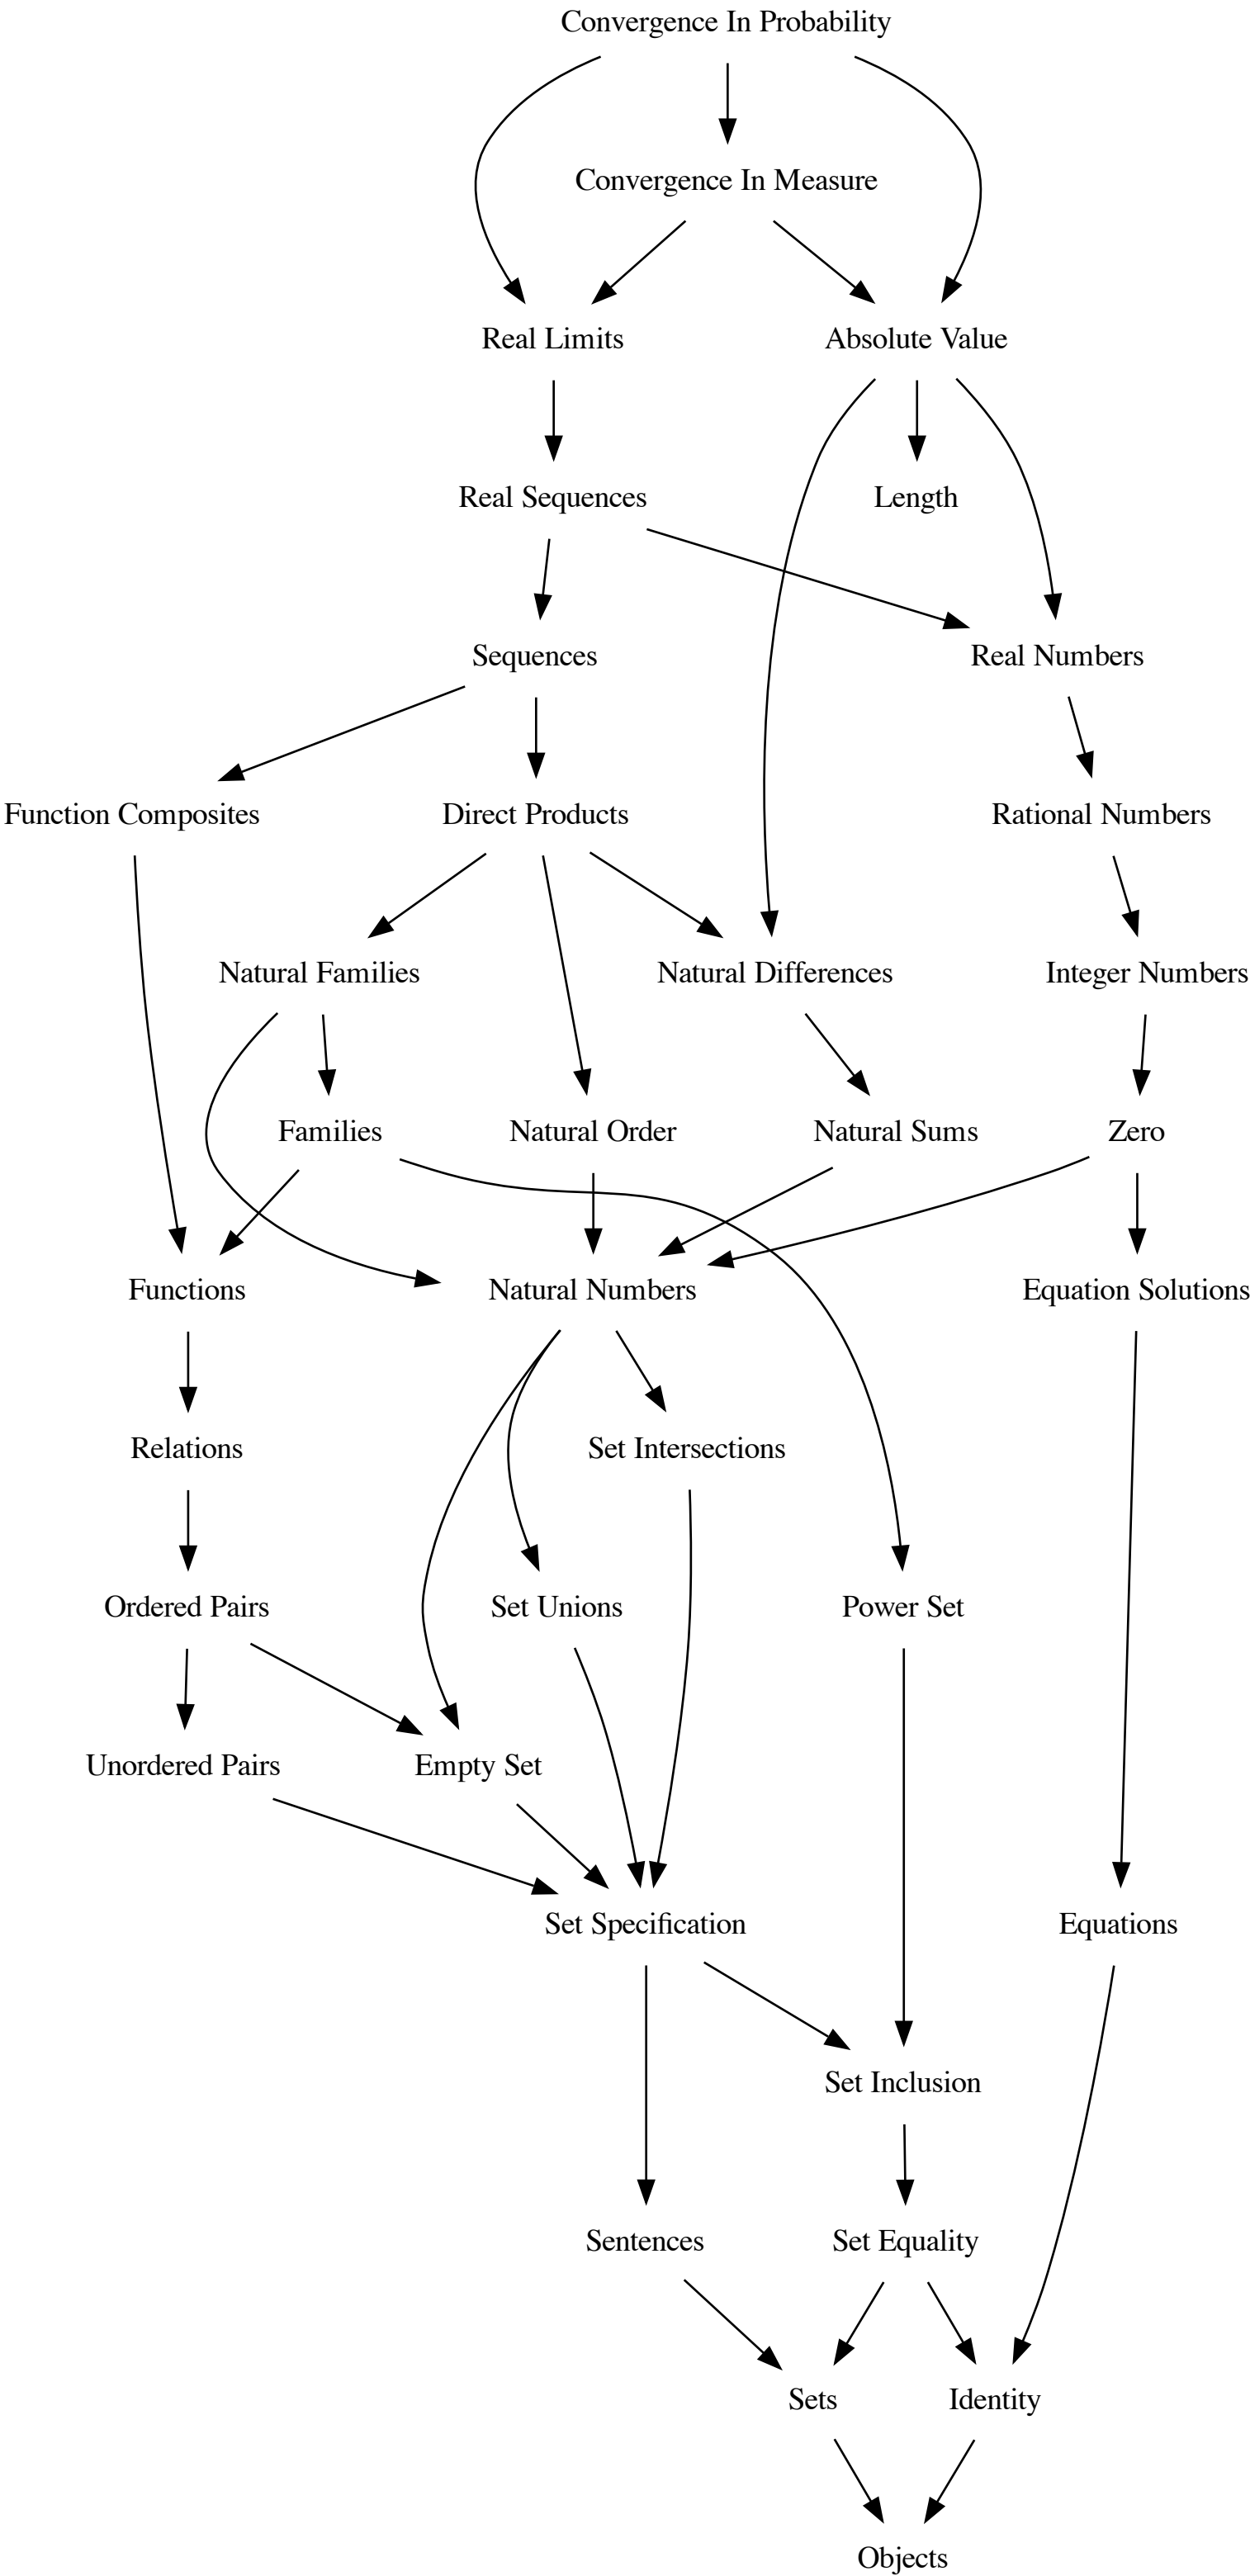 Convergence In Probability
Convergence In Measure
Real Limits
Absolute Value
Real Sequences
Length
Sequences
Real Numbers
Function Composites
Direct Products
Rational Numbers
Natural Families
Natural Differences
Integer Numbers
Families
Natural Order
Natural Sums
Zero
Functions
Natural Numbers
Equation Solutions
Relations
Set Intersections
Ordered Pairs
Set Unions
Power Set
Unordered Pairs
Empty Set
Set Specification
Equations
Set Inclusion
Sentences
Set Equality
Sets
Identity
Objects